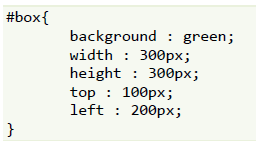 #box{
        background : green;
        width : 300px;
        height : 300px;
        top : 100px;
        left : 200px;
}